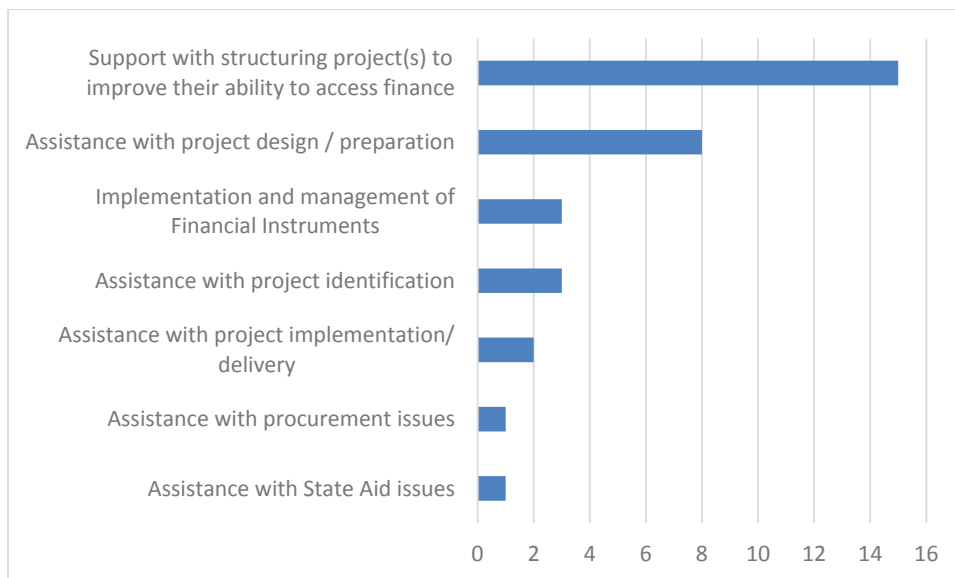 Support with structuring project(s) to
improve their ability to access finance
Assistance with project design / preparation
Implementation and management of
Financial Instruments
Assistance with project identification
Assistance with project implementation/
delivery
Assistance with procurement issues
Assistance with State Aid issues
0 2 4 6 8 10 12 14 16